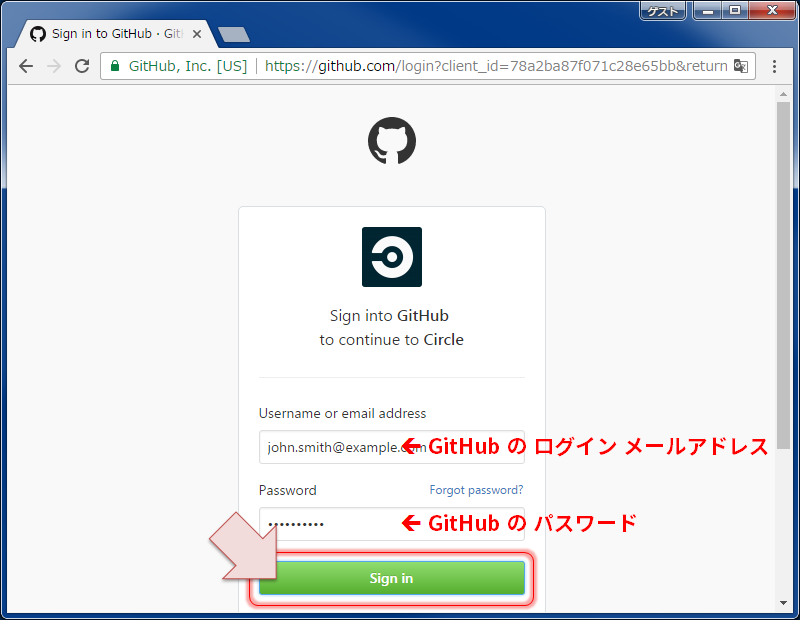 ゲスト
Sign in to GitHub · Git
GitHub, Inc. [US] | https://github.com/login?client_id=78a2ba87f071c28e65bb&return
Sign into GitHub
to continue to Circle
Username or email address
john.smith@example.com ← GitHub の ログイン メールアドレス
Password Forgot password?
•••••••••• ← GitHub の パスワード
Sign in